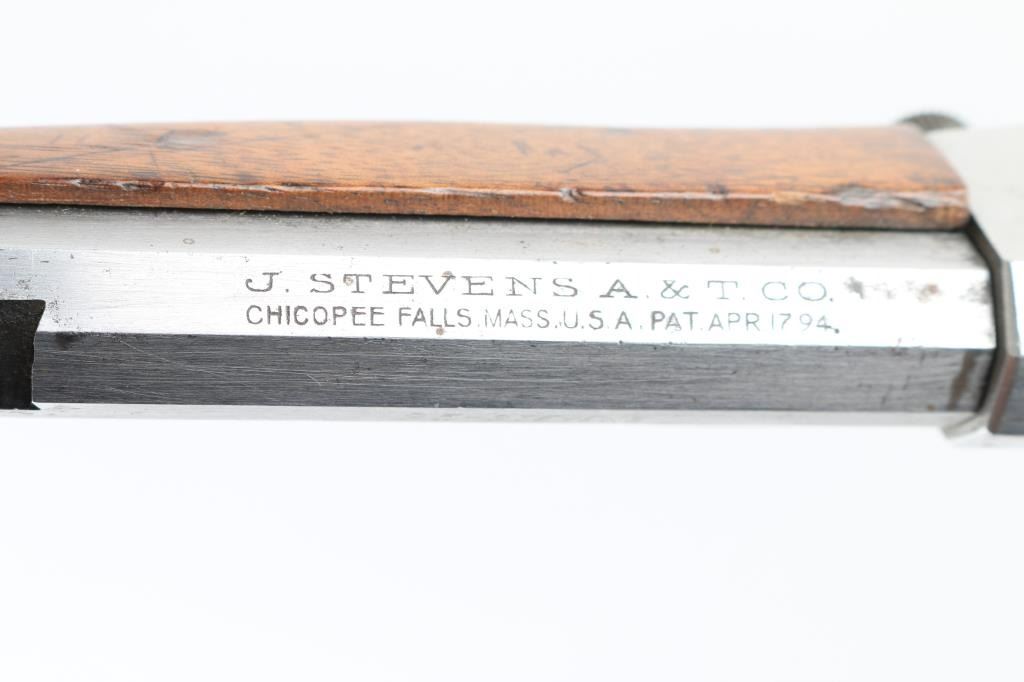 J. STEVENS A. & T. CO.
CHICOPEE FALLS. MASS. U.S.A. PAT. APR. 17 94.